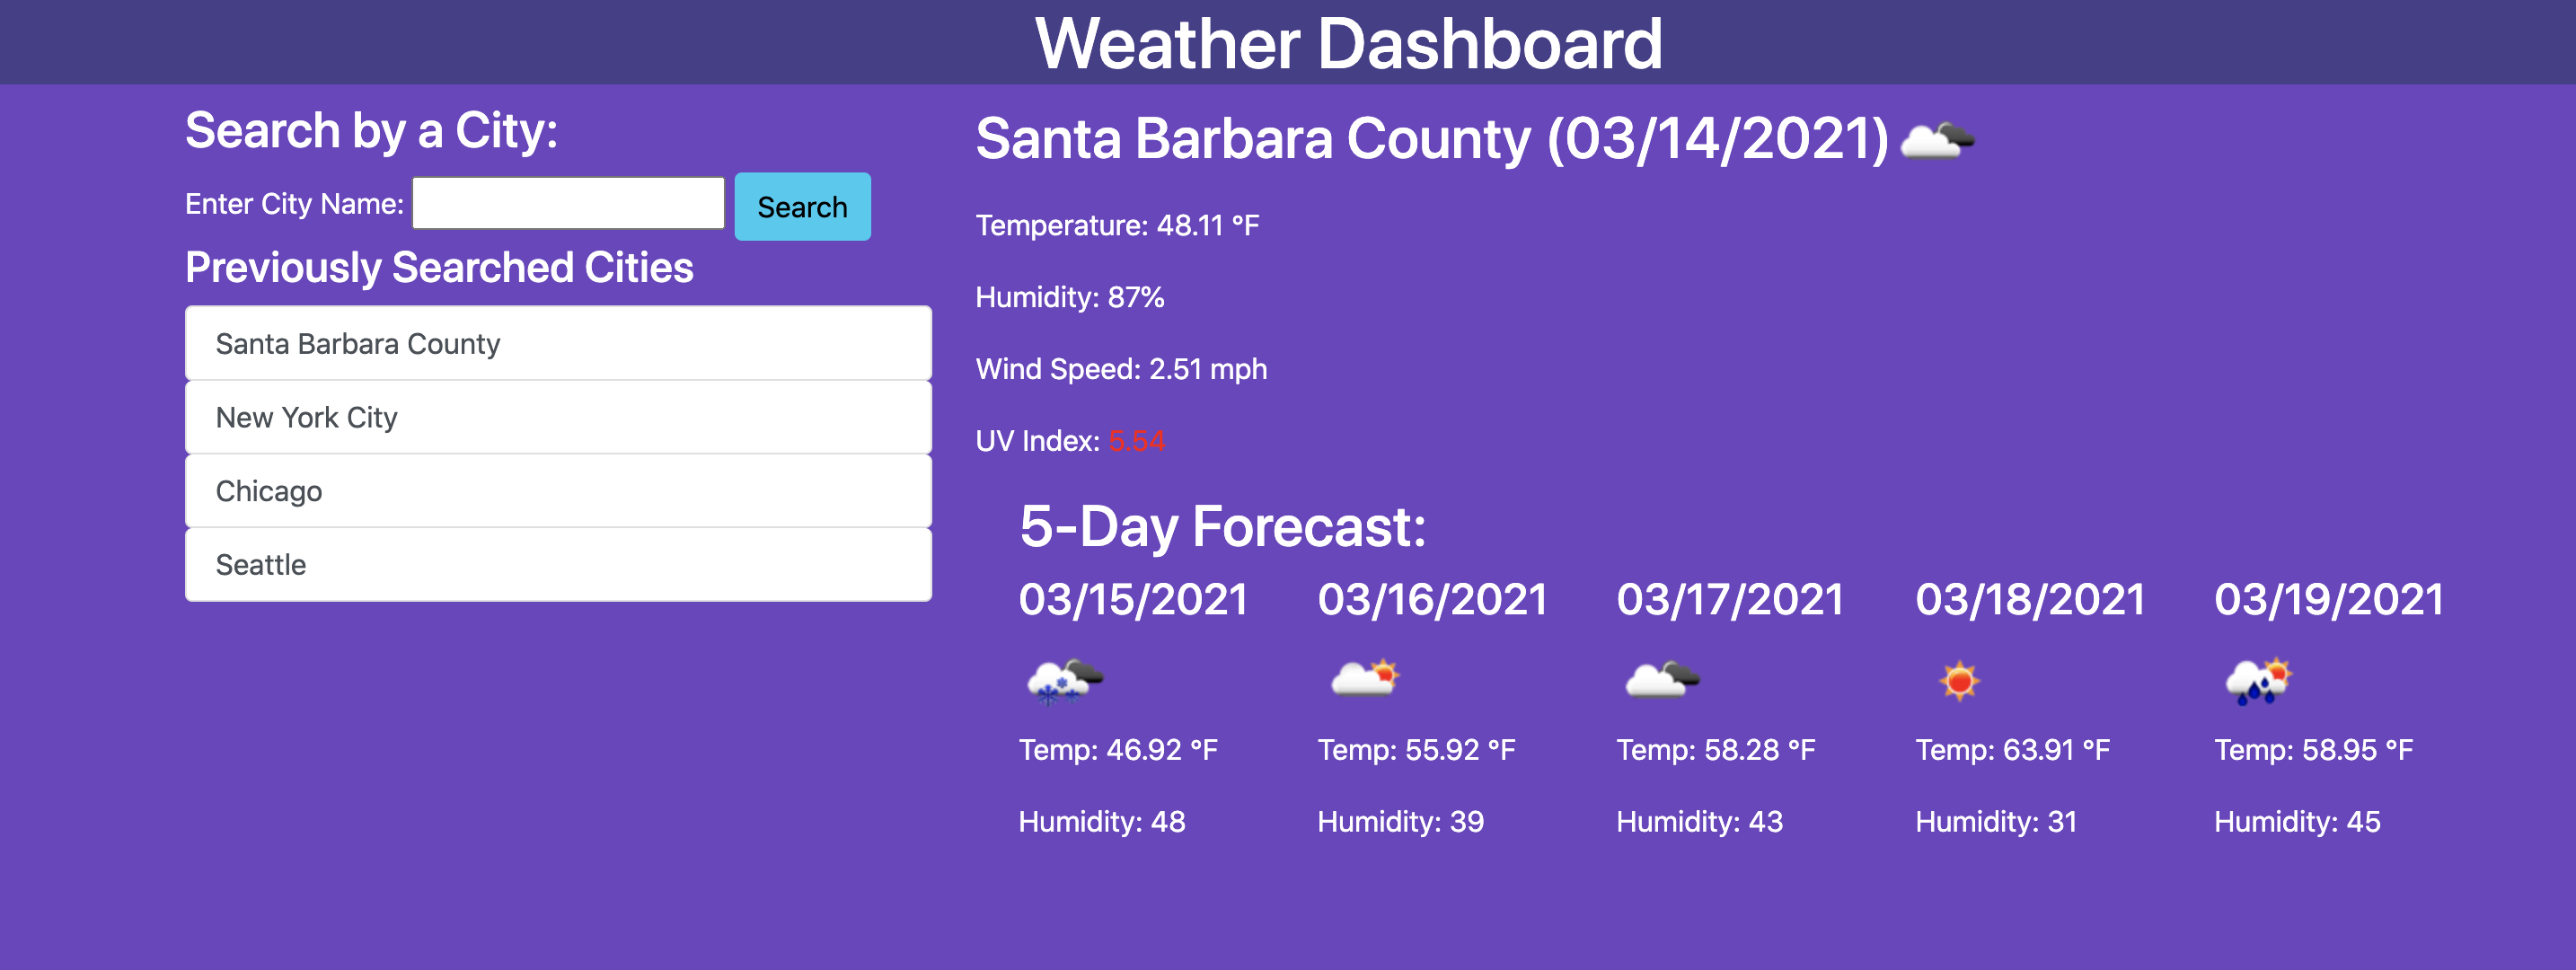 Weather Dashboard
Search by a City:
Enter City Name: Search
Previously Searched Cities
Santa Barbara County
New York City
Chicago
Seattle
Santa Barbara County (03/14/2021)
Temperature: 48.11 °F
Humidity: 87%
Wind Speed: 2.51 mph
UV Index: 5.54
5-Day Forecast:
03/15/2021 03/16/2021 03/17/2021 03/18/2021 03/19/2021
Temp: 46.92 °F Temp: 55.92 °F Temp: 58.28 °F Temp: 63.91 °F Temp: 58.95 °F
Humidity: 48 Humidity: 39 Humidity: 43 Humidity: 31 Humidity: 45